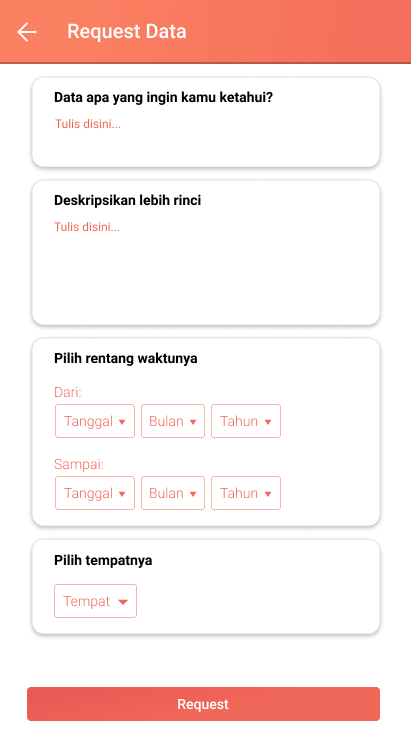 Request Data
Data apa yang ingin kamu ketahui?
Tulis disini...
Deskripsikan lebih rinci
Tulis disini...
Pilih rentang waktunya
Dari:
Tanggal Bulan Tahun
Sampai:
Tanggal Bulan Tahun
Pilih tempatnya
Tempat
Request